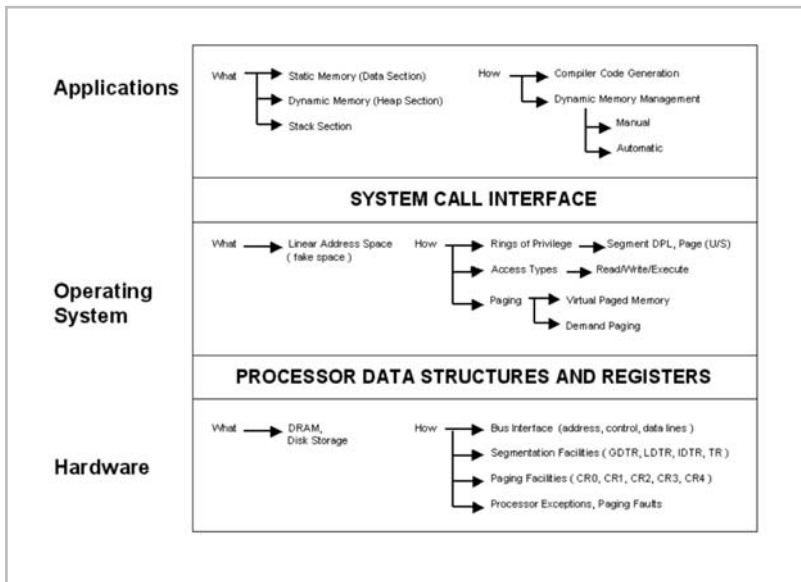 Applications
What
Static Memory (Data Section)
Dynamic Memory (Heap Section)
Stack Section
How
Compiler Code Generation
Dynamic Memory Management
Manual
Automatic
SYSTEM CALL INTERFACE
Operating
System
What
Linear Address Space
( fake space )
How
Rings of Privilege
Segment DPL, Page (U/S)
Access Types
Read/Write/Execute
Paging
Virtual Paged Memory
Demand Paging
PROCESSOR DATA STRUCTURES AND REGISTERS
Hardware
What
DRAM,
Disk Storage
How
Bus Interface (address, control, data lines )
Segmentation Facilities ( GDTR, LDTR, IDTR, TR )
Paging Facilities ( CR0, CR1, CR2, CR3, CR4 )
Processor Exceptions, Paging Faults